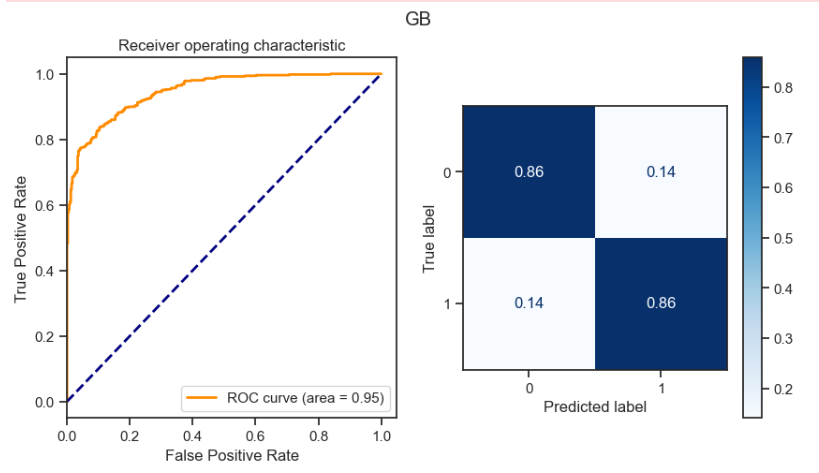 GB
Receiver operating characteristic
True Positive Rate
1.0
0.8
0.6
0.4
0.2
0.0
ROC curve (area = 0.95)
0.0 0.2 0.4 0.6 0.8 1.0
False Positive Rate
True label
0 0.86 0.14
1 0.14 0.86
0 1
Predicted label
0.8
0.7
0.6
0.5
0.4
0.3
0.2